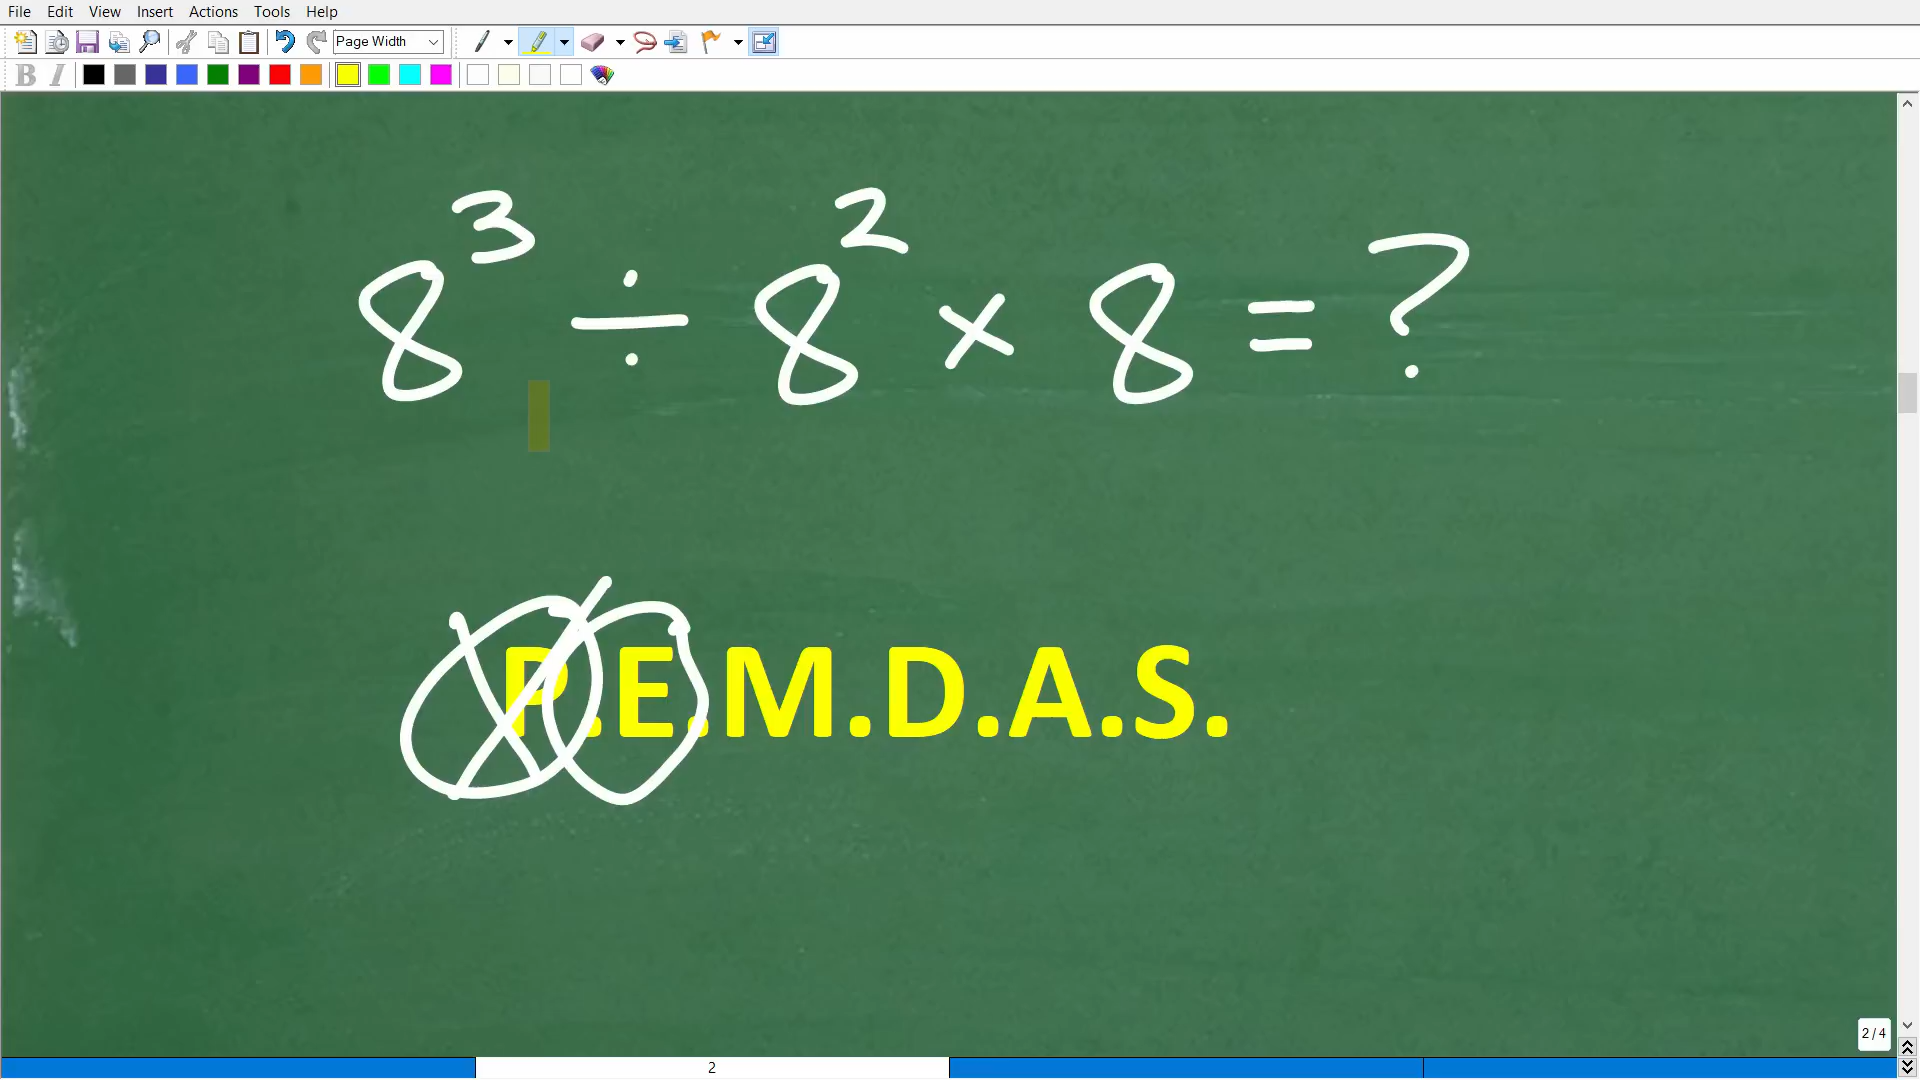 File Edit View Insert Actions Tools Help
Page Width
B I
8³ ÷ 8² × 8 = ?
P.E.M.D.A.S.
2 / 4
2